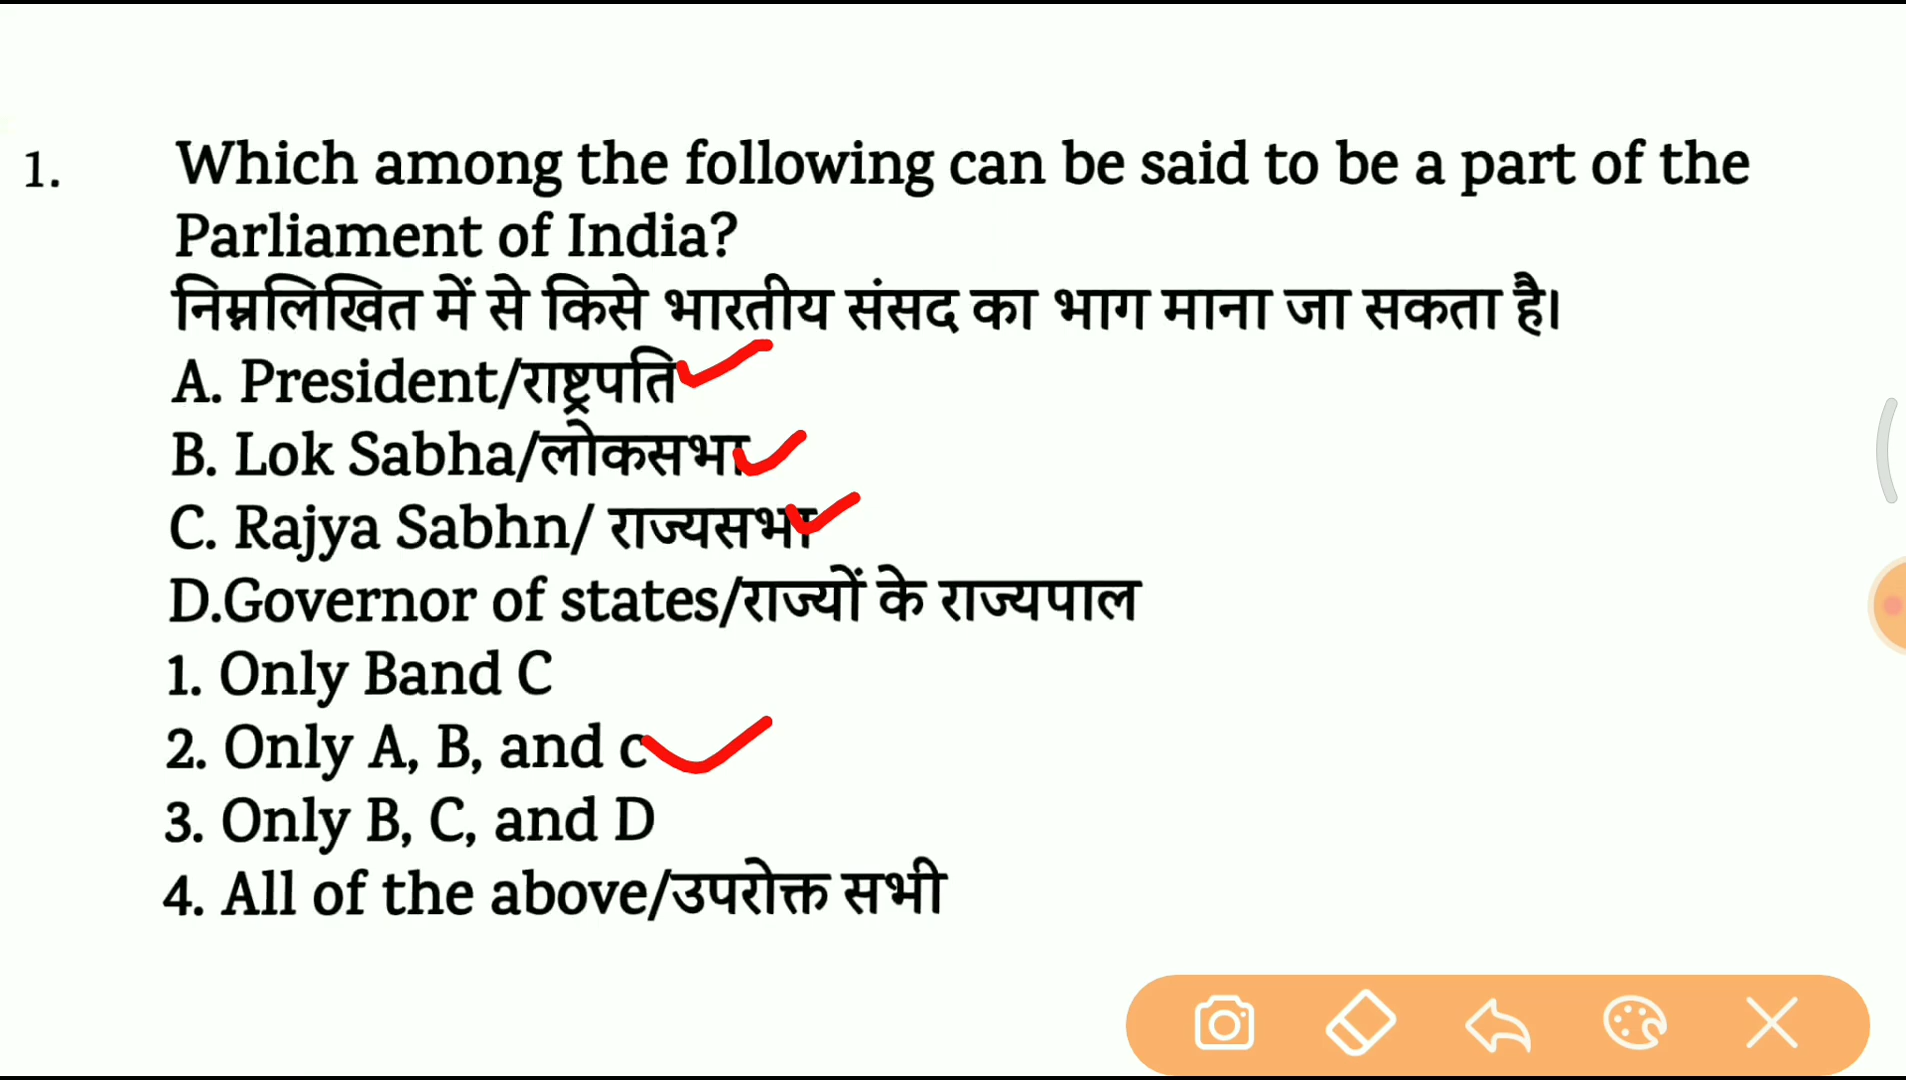 1. Which among the following can be said to be a part of the
Parliament of India?
निम्नलिखित में से किसे भारतीय संसद का भाग माना जा सकता है।
A. President/राष्ट्रपति
B. Lok Sabha/लोकसभा
C. Rajya Sabhn/ राज्यसभा
D.Governor of states/राज्यों के राज्यपाल
1. Only Band C
2. Only A, B, and c
3. Only B, C, and D
4. All of the above/उपरोक्त सभी